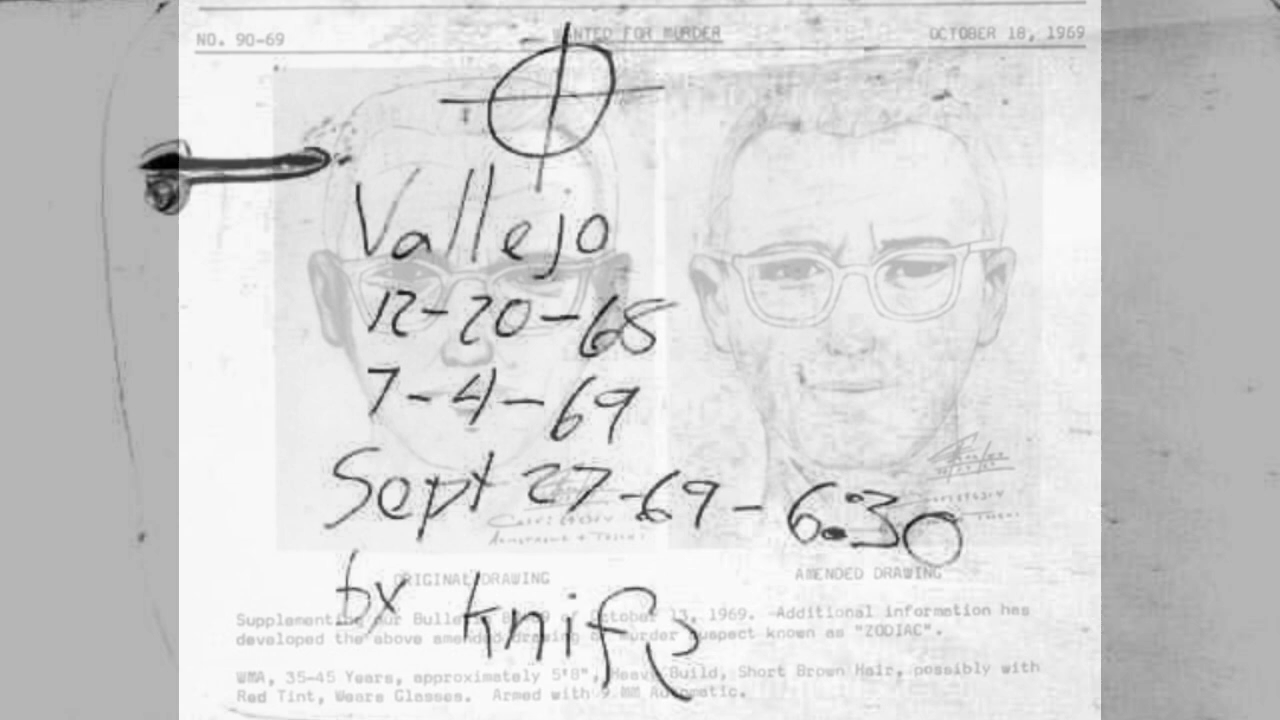 NO. 90-69 WANTED FOR MURDER OCTOBER 18, 1969
Vallejo
12-20-68
7-4-69
Sept 27-69-6:30
by knife
ORIGINAL DRAWING AMENDED DRAWING
Supplementing our Bulletin 87-69 of October 13, 1969. Additional information has
developed the above amended drawing of murder suspect known as "ZODIAC".
WMA, 35-45 Years, approximately 5'8", Heavy Build, Short Brown Hair, possibly with
Red Tint, Wears Glasses. Armed with 9 MM Automatic.